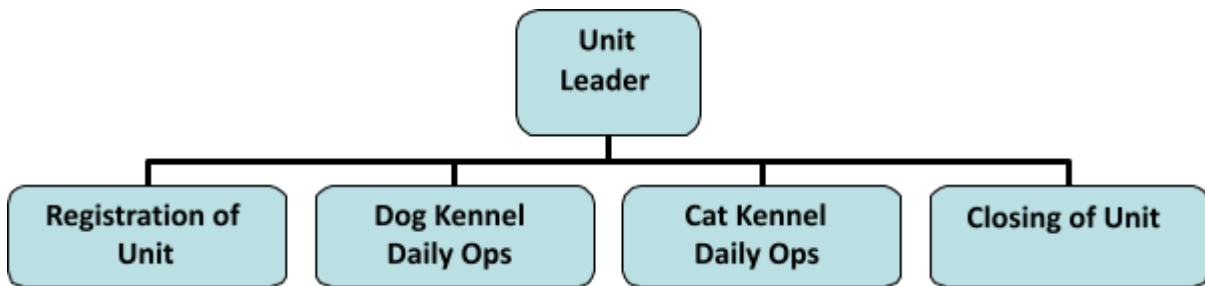 Unit
Leader
Registration of
Unit
Dog Kennel
Daily Ops
Cat Kennel
Daily Ops
Closing of Unit